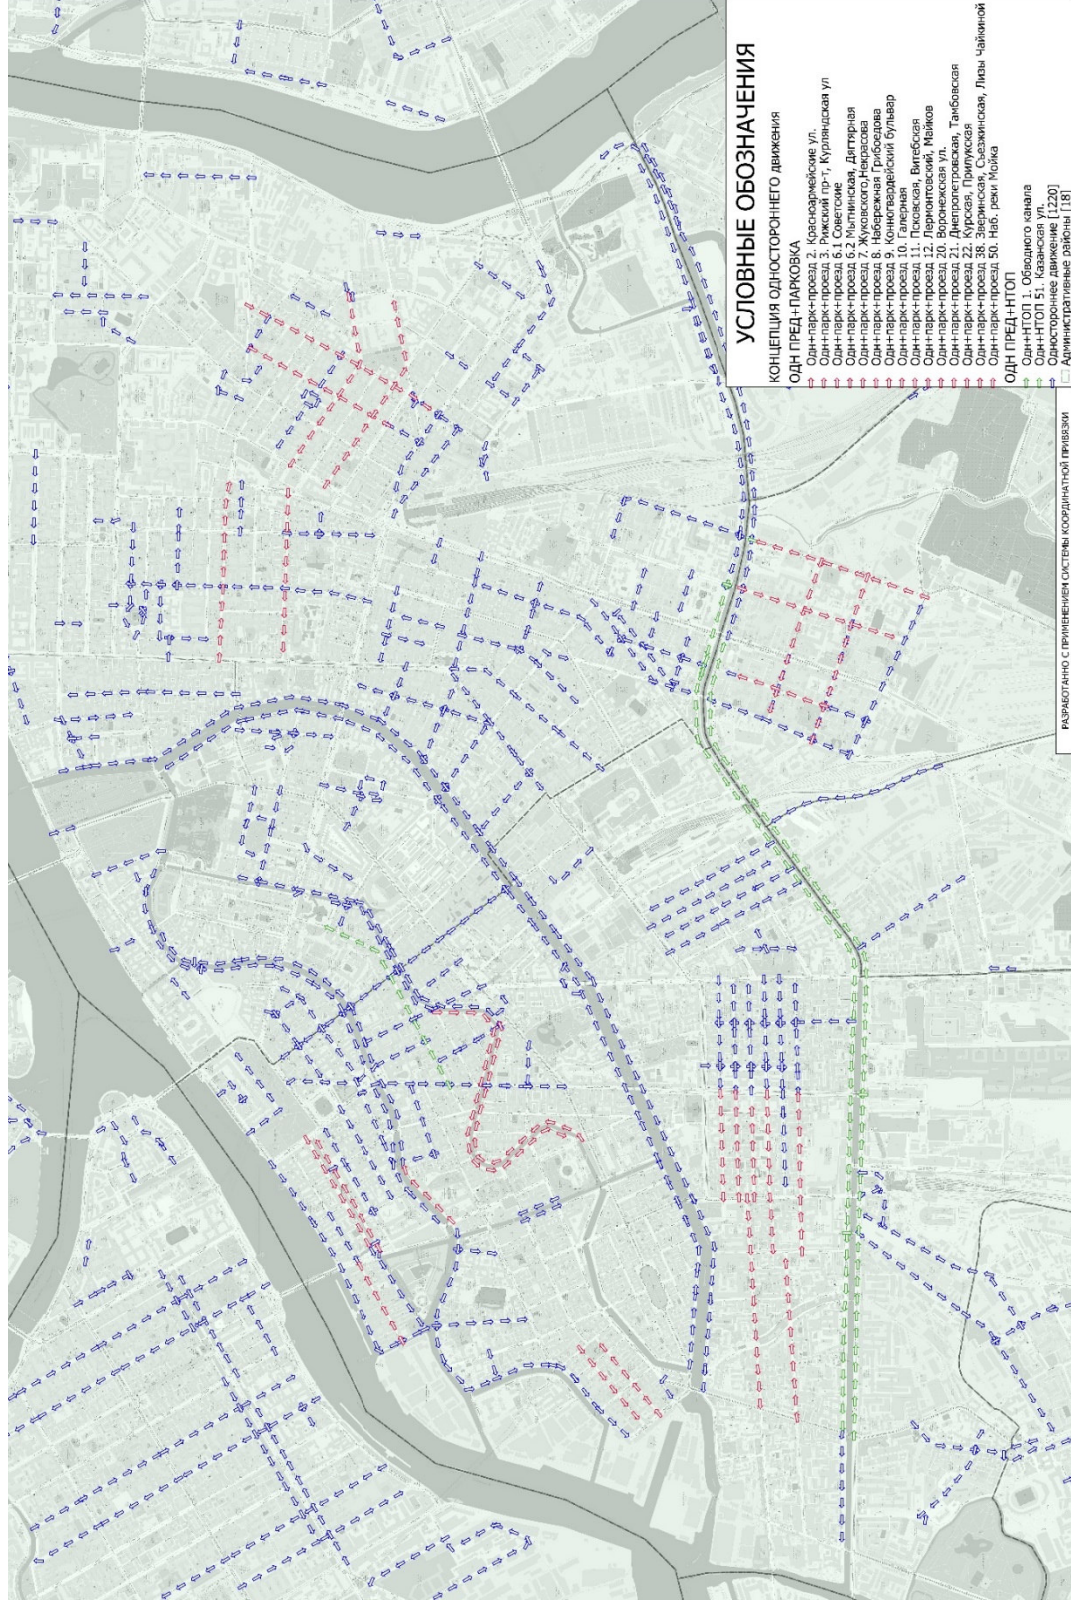 УСЛОВНЫЕ ОБОЗНАЧЕНИЯ
КОНЦЕПЦИЯ ОДНОСТОРОННЕГО движения
ОДН ПРЕД+ПАРКОВКА
Одн+парк+проезд 2. Красноармейские ул.
Одн+парк+проезд 3. Рижский пр-т, Курляндская ул
Одн+парк+проезд 6.1 Советские
Одн+парк+проезд 6.2 Мытнинская, Дегтярная
Одн+парк+проезд 7. Жуковского,Некрасова
Одн+парк+проезд 8. Набережная Грибоедова
Одн+парк+проезд 9. Конногвардейский бульвар
Одн+парк+проезд 10. Галерная
Одн+парк+проезд 11. Псковская, Витебская
Одн+парк+проезд 12. Лермонтовский, Мойков
Одн+парк+проезд 20. Воронежская ул.
Одн+парк+проезд 21. Днепропетровская, Тамбовская
Одн+парк+проезд 22. Курская, Прилукская
Одн+парк+проезд 38. Зверинская, Съезжинская, Лизы Чайкиной
Одн+парк+проезд 50. Наб. реки Мойка
ОДН ПРЕД+НТОП
Одн+НТОП 1. Обводного канала
Одн+НТОП 51. Казанская ул.
Одностороннее движение [1220]
Административные районы [18]
РАЗРАБОТАННО С ПРИМЕНЕНИЕМ СИСТЕМЫ КООРДИНАТНОЙ ПРИВЯЗКИ